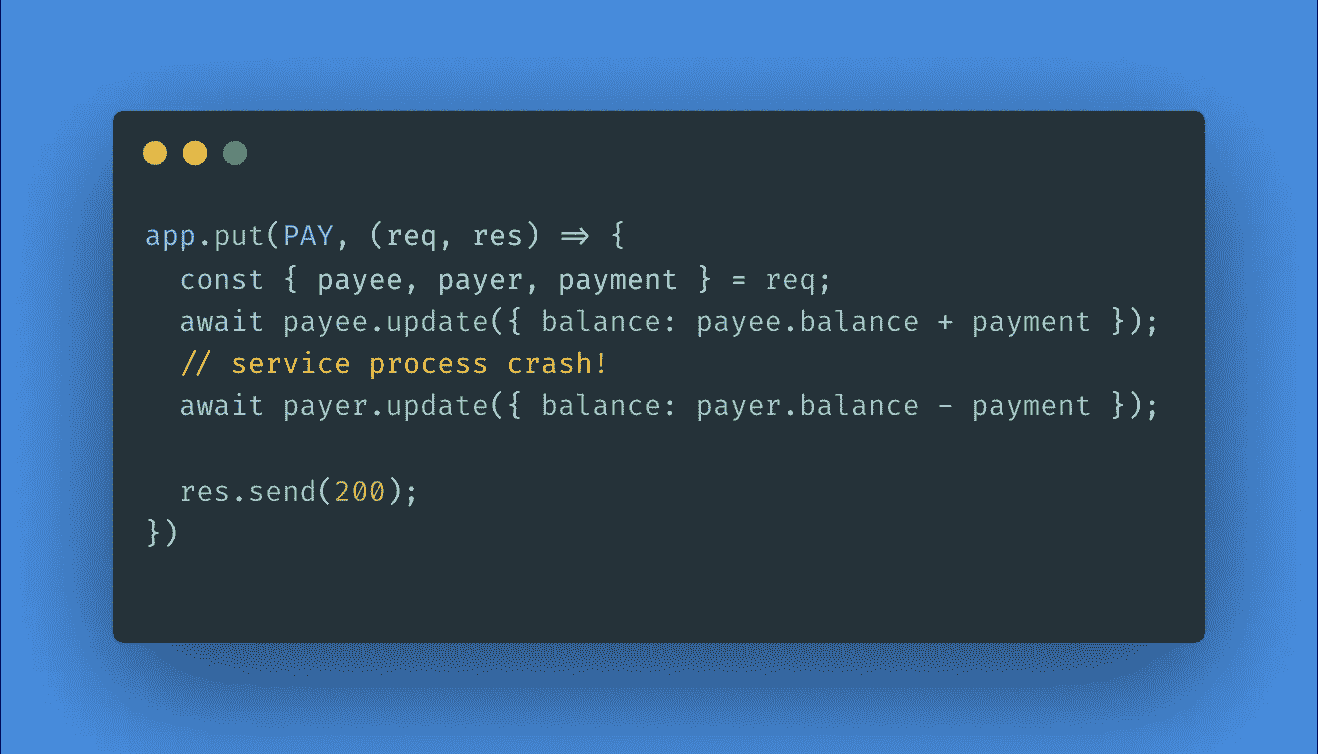 app.put(PAY, (req, res) => {
  const { payee, payer, payment } = req;
  await payee.update({ balance: payee.balance + payment });
  // service process crash!
  await payer.update({ balance: payer.balance - payment });
  res.send(200);
})